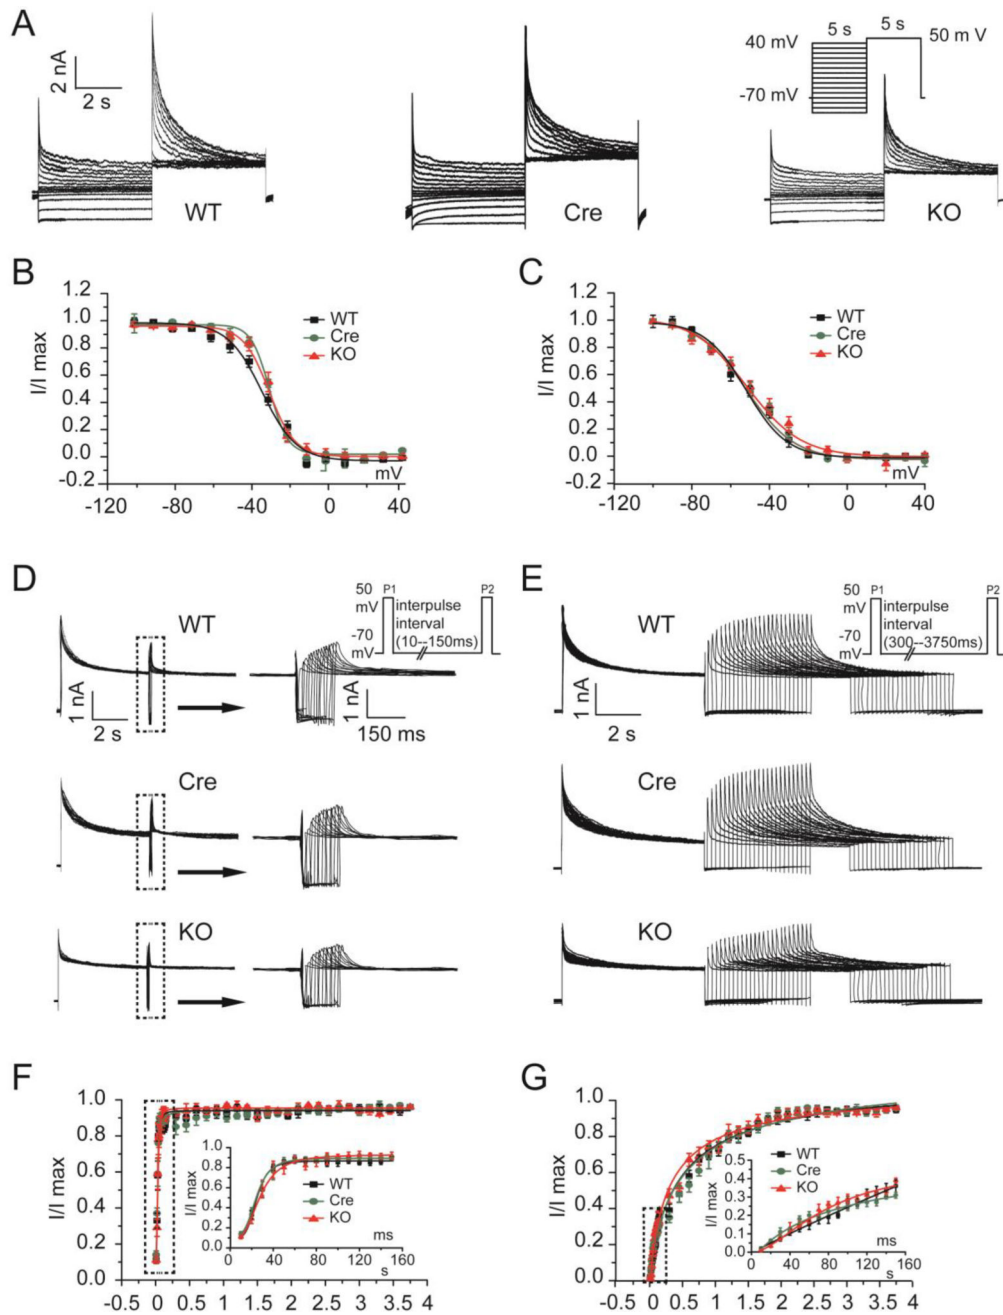 A
2 nA
2 s
WT
Cre
KO
5 s 5 s
40 mV
50 m V
-70 mV
B
I/I max
1.2
1.0
0.8
0.6
0.4
0.2
0.0
-0.2
-120 -80 -40 0 40
mV
WT
Cre
KO
C
I/I max
1.2
1.0
0.8
0.6
0.4
0.2
0.0
-0.2
-120 -80 -40 0 40
mV
WT
Cre
KO
D
WT
1 nA
2 s
50
mV
-70
mV
P1
P2
interpulse
interval
(10--150ms)
1 nA
150 ms
Cre
KO
E
WT
1 nA
2 s
50
mV
-70
mV
P1
P2
interpulse
interval
(300--3750ms)
Cre
KO
F
I/I max
1.0
0.8
0.6
0.4
0.2
0.0
-0.5 0 0.5 1 1.5 2 2.5 3 3.5 4
s
I/I max
1.0
0.8
0.6
0.4
0.2
0.0
0 40 80 120 160
ms
WT
Cre
KO
G
I/I max
1.0
0.8
0.6
0.4
0.2
0.0
-0.5 0 0.5 1 1.5 2 2.5 3 3.5 4
s
WT
Cre
KO
I/I max
0.5
0.4
0.3
0.2
0.1
0.0
0 40 80 120 160
ms